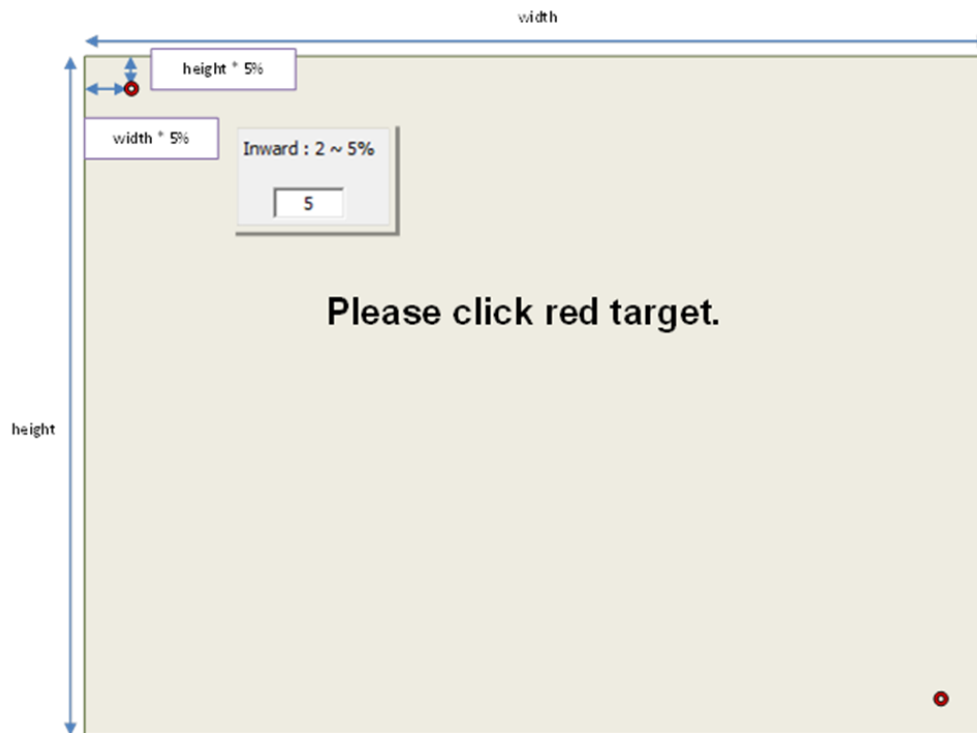 width
height * 5%
width * 5%
Inward : 2 ~ 5%
5
Please click red target.
height